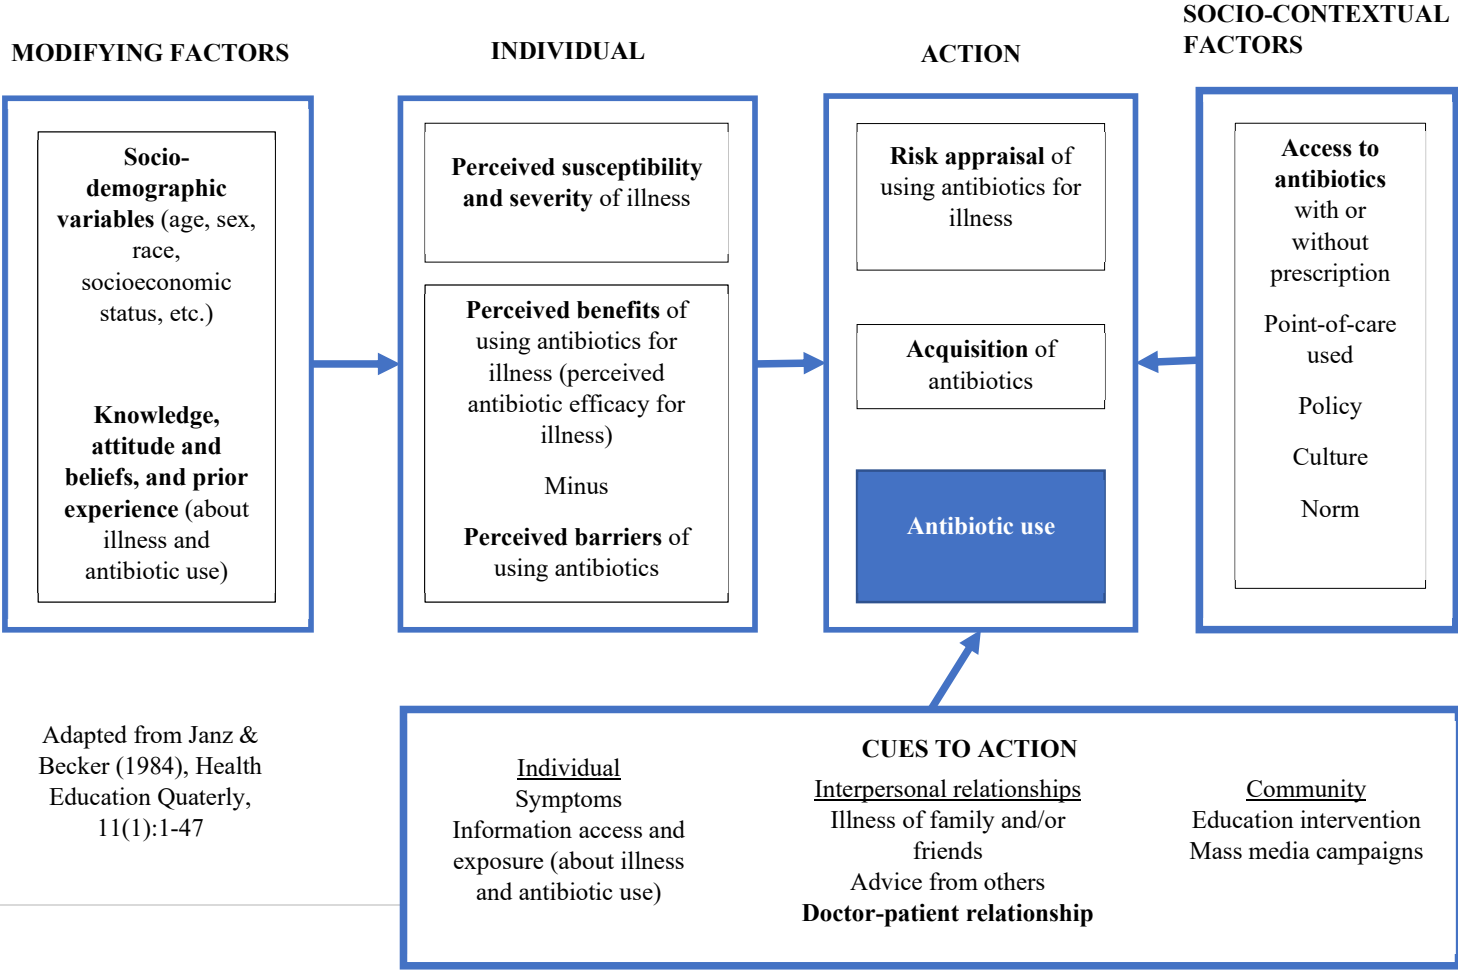 MODIFYING FACTORS
Socio-
demographic
variables (age, sex,
race,
socioeconomic
status, etc.)
Knowledge,
attitude and
beliefs, and prior
experience (about
illness and
antibiotic use)
INDIVIDUAL
Perceived susceptibility
and severity of illness
Perceived benefits of
using antibiotics for
illness (perceived
antibiotic efficacy for
illness)
Minus
Perceived barriers of
using antibiotics
ACTION
Risk appraisal of
using antibiotics for
illness
Acquisition of
antibiotics
Antibiotic use
SOCIO-CONTEXTUAL
FACTORS
Access to
antibiotics
with or
without
prescription
Point-of-care
used
Policy
Culture
Norm
Adapted from Janz &
Becker (1984), Health
Education Quaterly,
11(1):1-47
CUES TO ACTION
Individual
Symptoms
Information access and
exposure (about illness
and antibiotic use)
Interpersonal relationships
Illness of family and/or
friends
Advice from others
Doctor-patient relationship
Community
Education intervention
Mass media campaigns